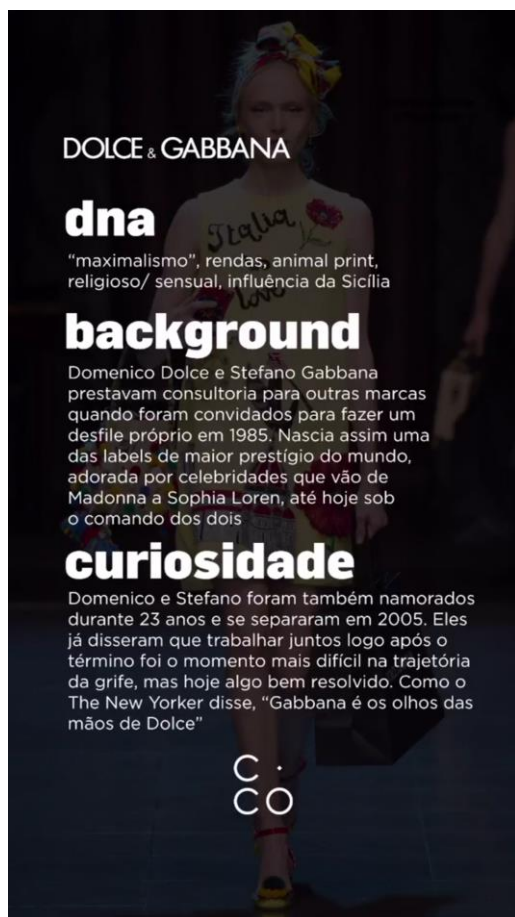 DOLCE & GABBANA
dna
“maximalismo”, rendas, animal print,
religioso/ sensual, influência da Sicília
Italia
is
love
background
Domenico Dolce e Stefano Gabbana
prestavam consultoria para outras marcas
quando foram convidados para fazer um
desfile próprio em 1985. Nascia assim uma
das labels de maior prestígio do mundo,
adorada por celebridades que vão de
Madonna a Sophia Loren, até hoje sob
o comando dos dois
curiosidade
Domenico e Stefano foram também namorados
durante 23 anos e se separaram em 2005. Eles
já disseram que trabalhar juntos logo após o
término foi o momento mais difícil na trajetória
da grife, mas hoje algo bem resolvido. Como o
The New Yorker disse, “Gabbana é os olhos das
mãos de Dolce”
C .
CO